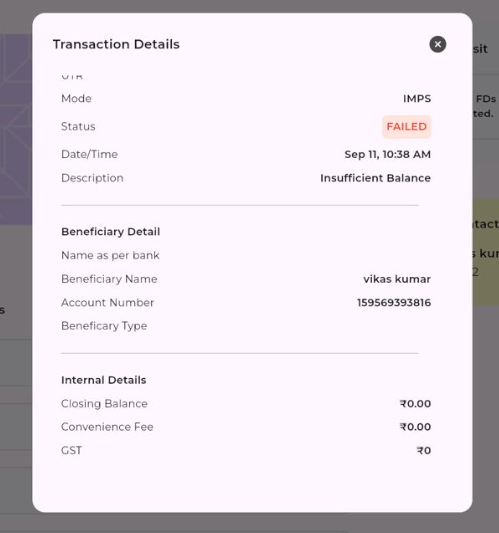 Transaction Details
sit
UTR
Mode IMPS
FDs
Status FAILED
ted.
Date/Time Sep 11, 10:38 AM
Description Insufficient Balance
Beneficiary Detail
tact
Name as per bank
s kur
Beneficiary Name vikas kumar
2
Account Number 159569393816
s
Beneficary Type
Internal Details
Closing Balance ₹0.00
Convenience Fee ₹0.00
GST ₹0